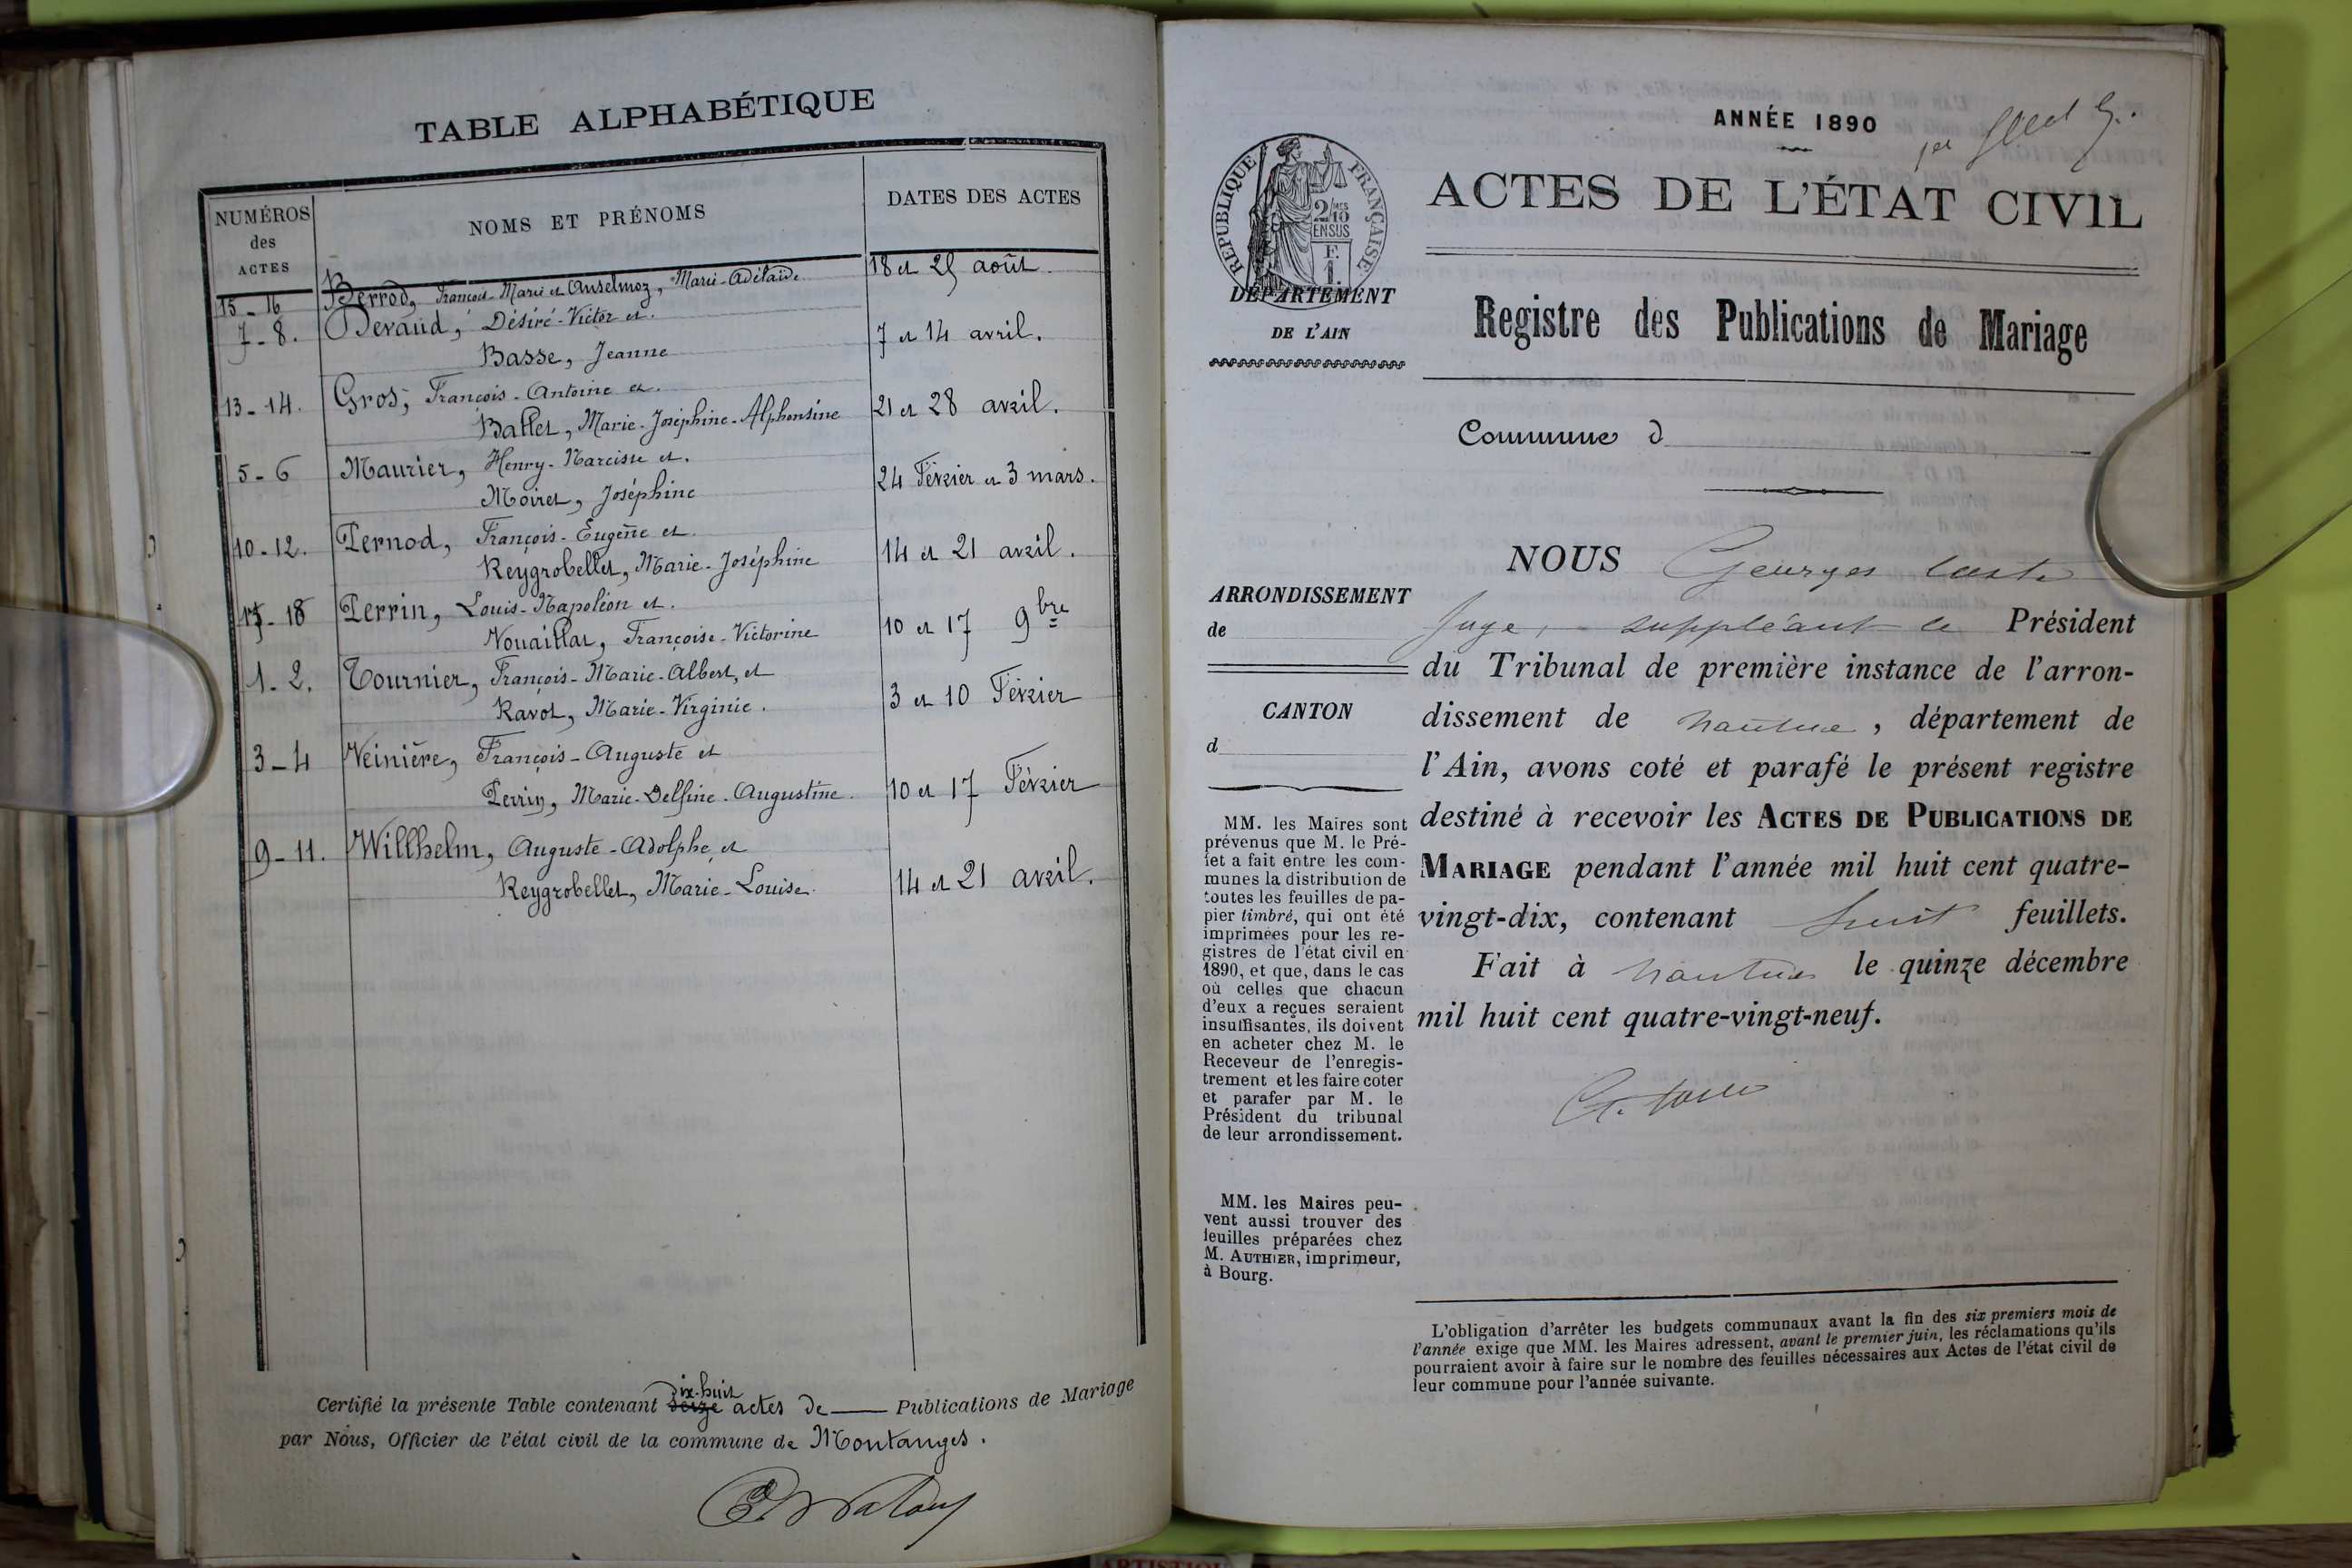 TABLE ALPHABÉTIQUE
NUMÉROS des ACTES
NOMS ET PRÉNOMS
DATES DES ACTES
15-16 Berrod, François-Marie et Anselmoz, Marie-Adélaïde 18 et 25 août.
7-8. Devaud, Désiré-Victor et.
Basse, Jeanne 7 et 14 avril.
13-14. Gros, François-Antoine et.
Ballet, Marie-Joséphine-Alphonsine 21 et 28 avril.
5-6 Maurier, Henry-Narcisse et.
Moiret, Joséphine 24 Février et 3 mars.
10-12. Pernod, François-Eugène et
Reygrobellet, Marie-Joséphine 14 et 21 avril.
17-18 Perrin, Louis-Napoléon et.
Nouaillat, Françoise-Victorine 10 et 17 9bre
1-2. Tournier, François-Marie-Albert, et
Ravot, Marie-Virginie. 3 et 10 Février
3-4 Veinière, François-Auguste et
Perrin, Marie-Delfine-Augustine. 10 et 17 Février
9-11. Willhelm, Auguste-Adolphe, et
Reygrobellet, Marie-Louise. 14 et 21 avril.
Certifié la présente Table contenant seize Dix-huit actes de Publications de Mariage
par Nous, Officier de l'état civil de la commune de Montanges.
ANNÉE 1890
RÉPUBLIQUE FRANÇAISE
2/10 MES
EN SUS
F.
1.
ACTES DE L'ÉTAT CIVIL
DÉPARTEMENT
DE L'AIN
Registre des Publications de Mariage
Commune d
ARRONDISSEMENT
de
CANTON
d
MM. les Maires sont
prévenus que M. le Pré-
fet a fait entre les com-
munes la distribution de
toutes les feuilles de pa-
pier timbré, qui ont été
imprimées pour les re-
gistres de l'état civil en
1890, et que, dans le cas
où celles que chacun
d'eux a reçues seraient
insuffisantes, ils doivent
en acheter chez M. le
Receveur de l'enregis-
trement et les faire coter
et parafer par M. le
Président du tribunal
de leur arrondissement.
MM. les Maires peu-
vent aussi trouver des
feuilles préparées chez
M. AUTHIER, imprimeur,
à Bourg.
NOUS Georges
Juge, suppléant le Président
du Tribunal de première instance de l'arron-
dissement de Nantua, département de
l'Ain, avons coté et parafé le présent registre
destiné à recevoir les ACTES DE PUBLICATIONS DE
MARIAGE pendant l'année mil huit cent quatre-
vingt-dix, contenant huit feuillets.
Fait à Nantua le quinze décembre
mil huit cent quatre-vingt-neuf.
L'obligation d'arrêter les budgets communaux avant la fin des six premiers mois de
l'année exige que MM. les Maires adressent, avant le premier juin, les réclamations qu'ils
pourraient avoir à faire sur le nombre des feuilles nécessaires aux Actes de l'état civil de
leur commune pour l'année suivante.